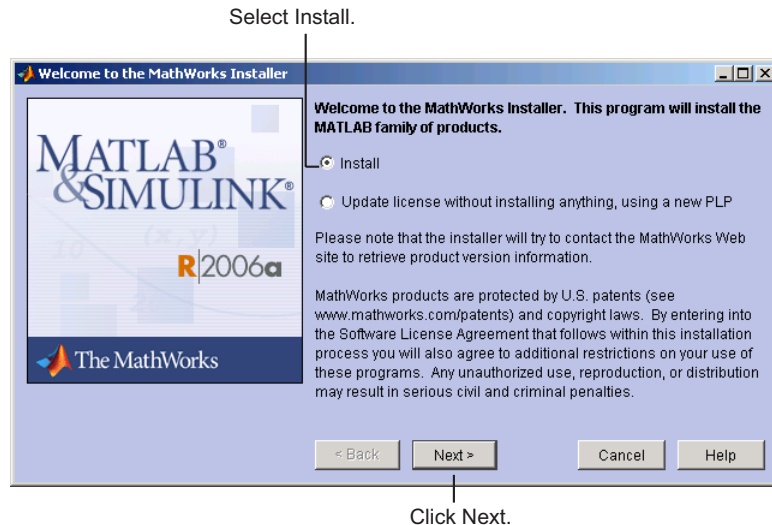 Select Install.
Welcome to the MathWorks Installer
MATLAB®
&SIMULINK®
R2006a
The MathWorks
Welcome to the MathWorks Installer. This program will install the
MATLAB family of products.
Install
Update license without installing anything, using a new PLP
Please note that the installer will try to contact the MathWorks Web
site to retrieve product version information.
MathWorks products are protected by U.S. patents (see
www.mathworks.com/patents) and copyright laws. By entering into
the Software License Agreement that follows within this installation
process you will also agree to additional restrictions on your use of
these programs. Any unauthorized use, reproduction, or distribution
may result in serious civil and criminal penalties.
< Back
Next >
Cancel
Help
Click Next.